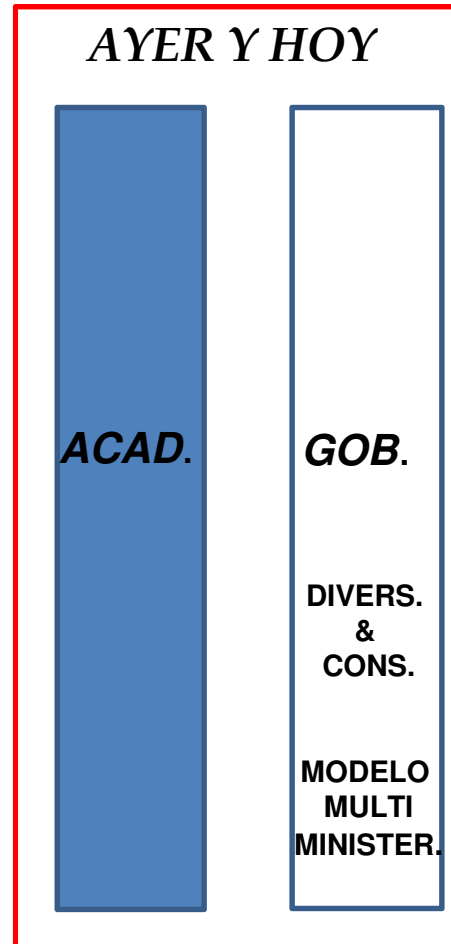 AYER Y HOY
ACAD.
GOB.
DIVERS.
&
CONS.
MODELO
MULTI
MINISTER.